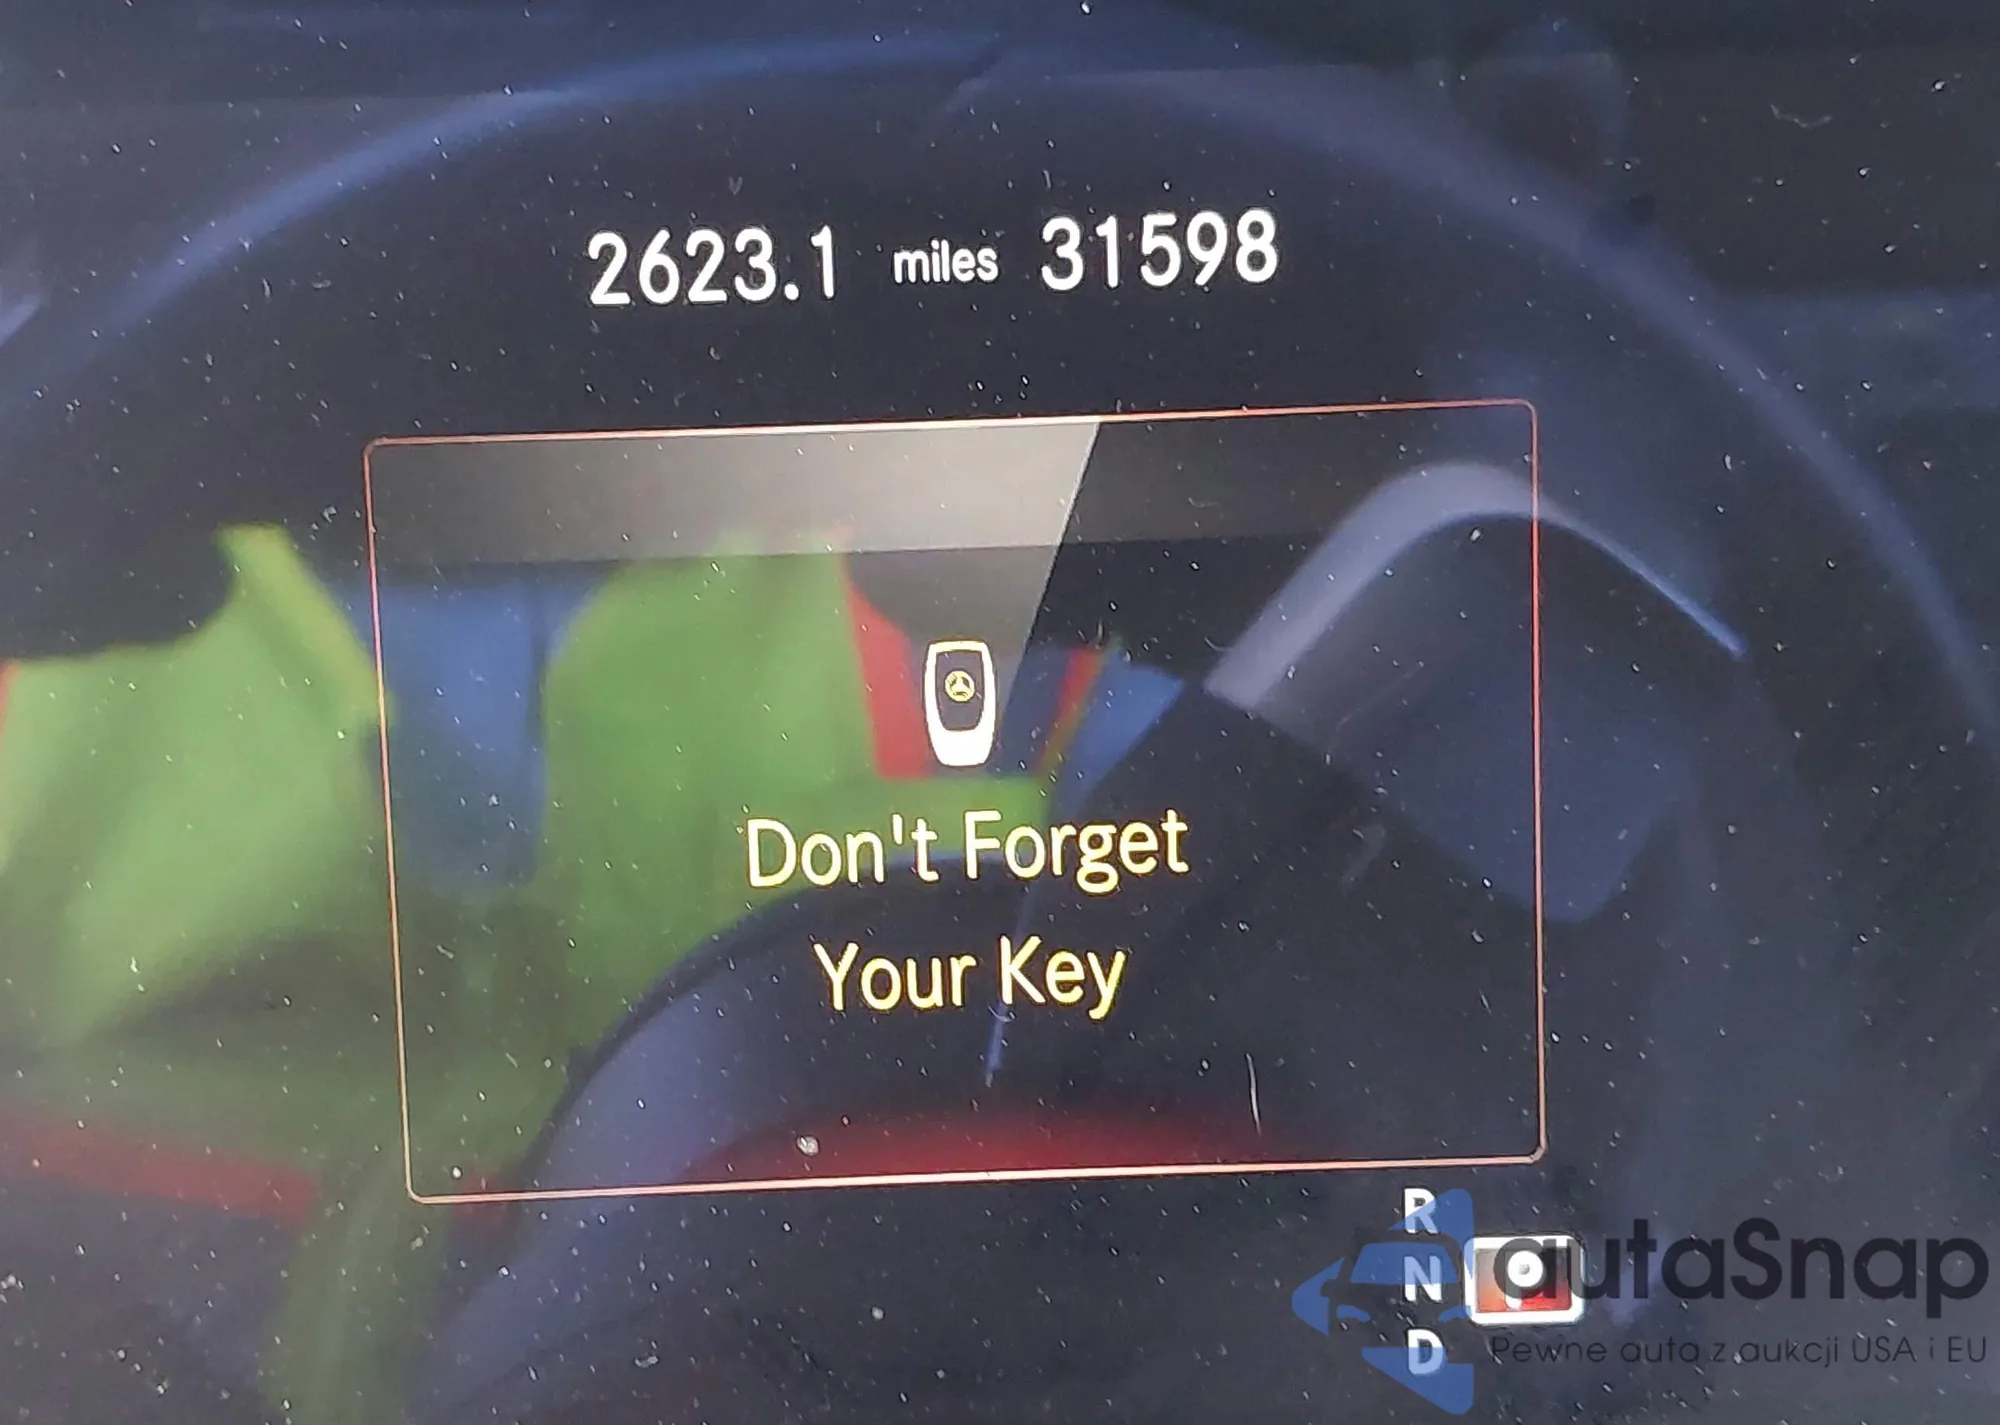 2623.1 miles 31598
Don't Forget
Your Key
R
N P
D
autaSnap
Pewne auta z aukcji USA i EU